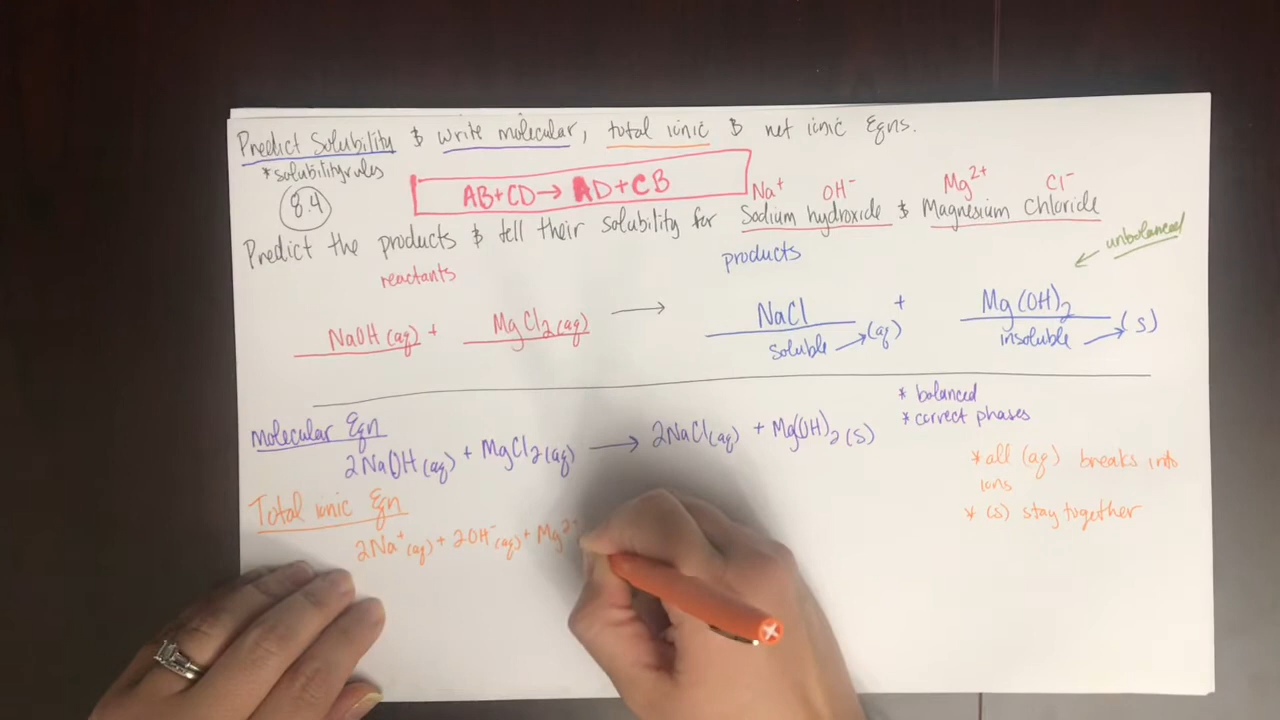 Predict Solubility & write molecular, total ionic & net ionic Eqns.
*solubility rules
8.4
AB+CD→AD+CB
Na⁺ OH⁻ Mg²⁺ Cl⁻
Predict the products & tell their solubility for Sodium hydroxide & Magnesium Chloride
unbalanced
reactants products
NaOH(aq) + MgCl₂(aq) → NaCl + Mg(OH)₂
soluble → (aq) insoluble → (s)
Molecular Eqn
2NaOH(aq) + MgCl₂(aq) → 2NaCl(aq) + Mg(OH)₂(s)
* balanced
* correct phases
Total ionic Eqn
2Na⁺(aq) + 2OH⁻(aq) + Mg²
*all (aq) breaks into
ions
* (s) stay together